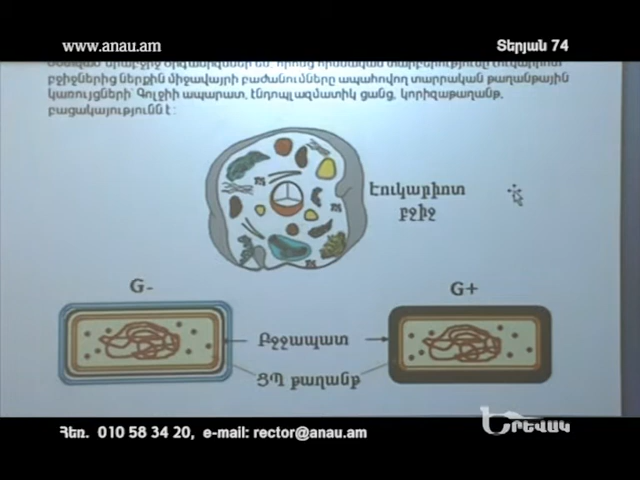 www.anau.am
Տերյան 74
բջիջներից ներքին միջավայրի բաժանումները ապահովող տարրական թաղանթային
կառույցների՝ Գոլջիի ապարատ, էնդոպլազմատիկ ցանց, կորիզաթաղանթ,
բացակայությունն է :
Էուկարիոտ
բջիջ
G-
G+
Բջջապատ
ՑՊ թաղանթ
Հեռ. 010 58 34 20, e-mail: rector@anau.am
Երևակ